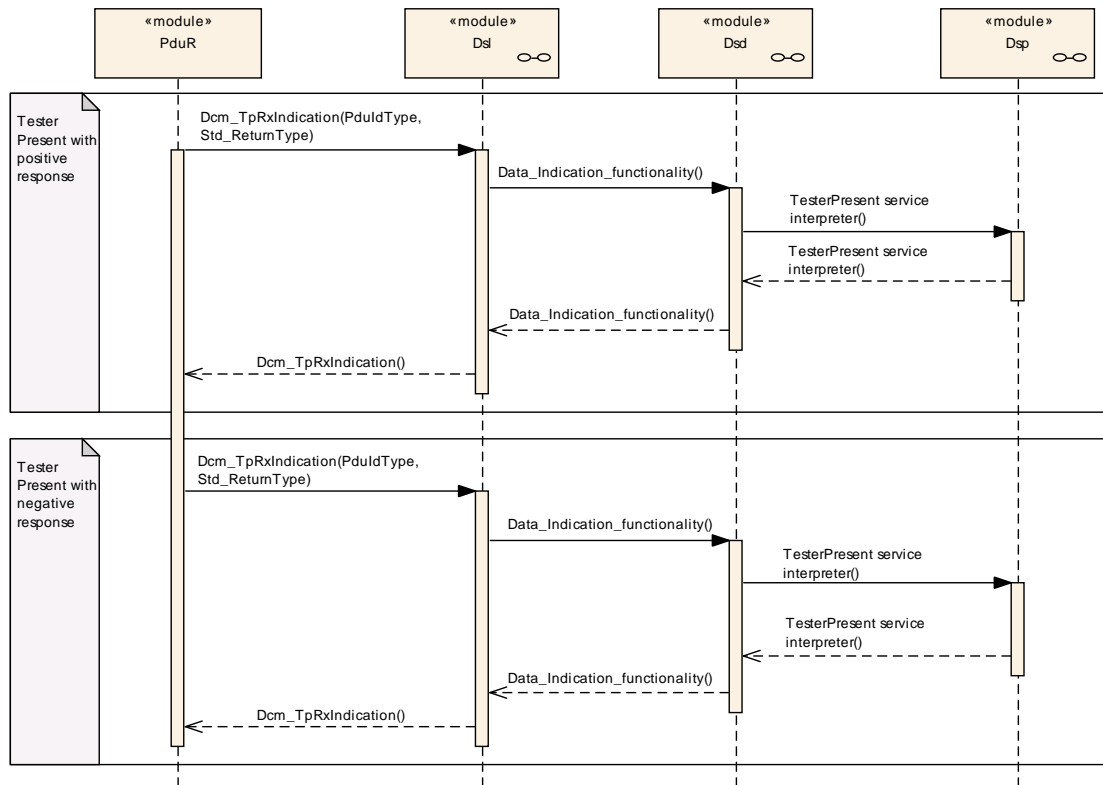 «module»
PduR
«module»
Dsl
«module»
Dsd
«module»
Dsp
Tester
Present with
positive
response
Dcm_TpRxIndication(PduIdType,
Std_ReturnType)
Data_Indication_functionality()
TesterPresent service
interpreter()
TesterPresent service
interpreter()
Data_Indication_functionality()
Dcm_TpRxIndication()
Tester
Present with
negative
response
Dcm_TpRxIndication(PduIdType,
Std_ReturnType)
Data_Indication_functionality()
TesterPresent service
interpreter()
TesterPresent service
interpreter()
Data_Indication_functionality()
Dcm_TpRxIndication()